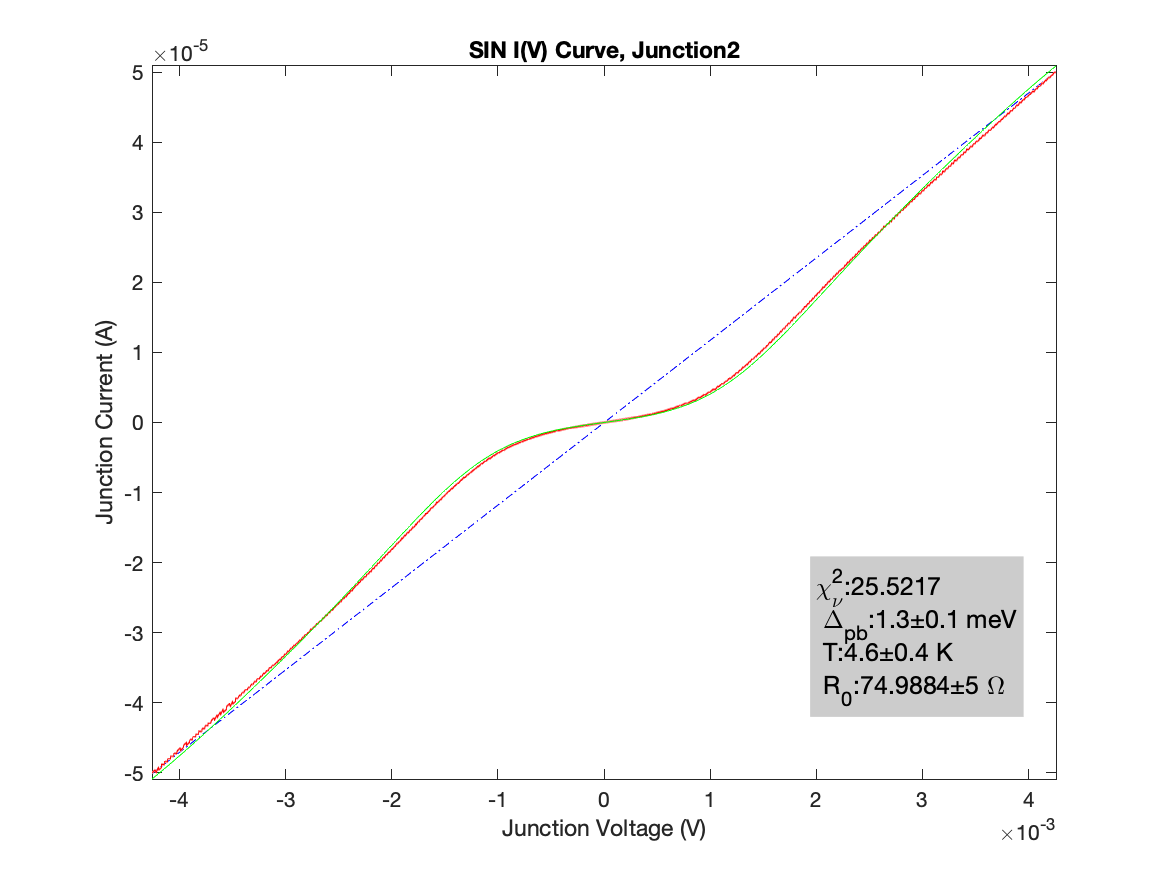 SIN I(V) Curve, Junction2
×10⁻⁵
5
4
3
2
1
0
-1
-2
-3
-4
-5
Junction Current (A)
χ²ᵥ:25.5217
Δpb:1.3±0.1 meV
T:4.6±0.4 K
R₀:74.9884±5 Ω
-4 -3 -2 -1 0 1 2 3 4
Junction Voltage (V)
×10⁻³